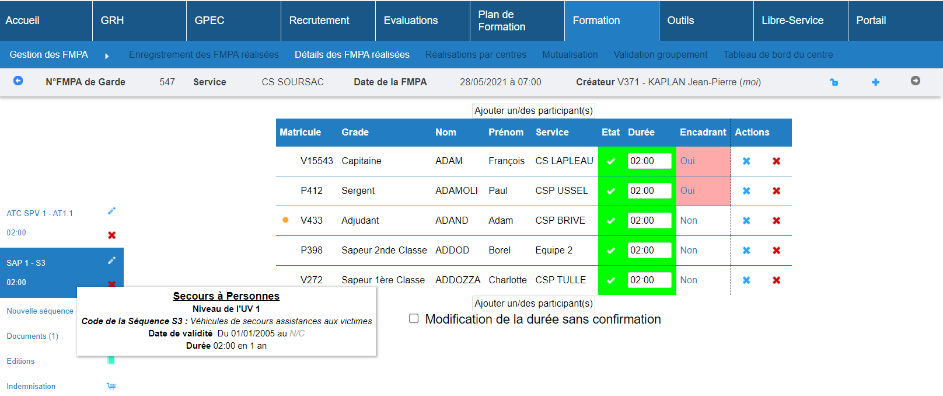 Accueil GRH GPEC Recrutement Evaluations Plan de Formation Formation Outils Libre-Service Portail
Gestion des FMPA Enregistrement des FMPA réalisées Détails des FMPA réalisées Réalisations par centres Mutualisation Validation groupement Tableau de bord du centre
N°FMPA de Garde 547 Service CS SOURSAC Date de la FMPA 28/05/2021 à 07:00 Créateur V371 - KAPLAN Jean-Pierre (moi)
Ajouter un/des participant(s)
Matricule Grade Nom Prénom Service Etat Durée Encadrant Actions
V15543 Capitaine ADAM François CS LAPLEAU 02:00 Oui
P412 Sergent ADAMOLI Paul CSP USSEL 02:00 Oui
V433 Adjudant ADAND Adam CSP BRIVE 02:00 Non
P398 Sapeur 2nde Classe ADDOD Borel Equipe 2 02:00 Non
V272 Sapeur 1ère Classe ADDOZZA Charlotte CSP TULLE 02:00 Non
Ajouter un/des participant(s)
Modification de la durée sans confirmation
ATC SPV 1 - AT1.1
02:00
SAP 1 - S3
02:00
Nouvelle séquence
Documents (1)
Editions
Indemnisation
Secours à Personnes
Niveau de l'UV 1
Code de la Séquence S3 : Véhicules de secours assistances aux victimes
Date de validité Du 01/01/2005 au N/C
Durée 02:00 en 1 an